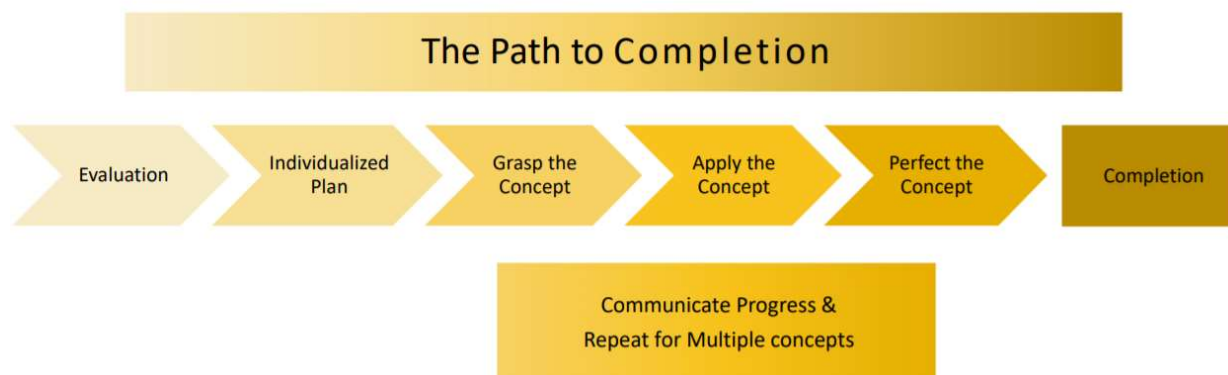 The Path to Completion
Evaluation
Individualized
Plan
Grasp the
Concept
Apply the
Concept
Perfect the
Concept
Completion
Communicate Progress &
Repeat for Multiple concepts